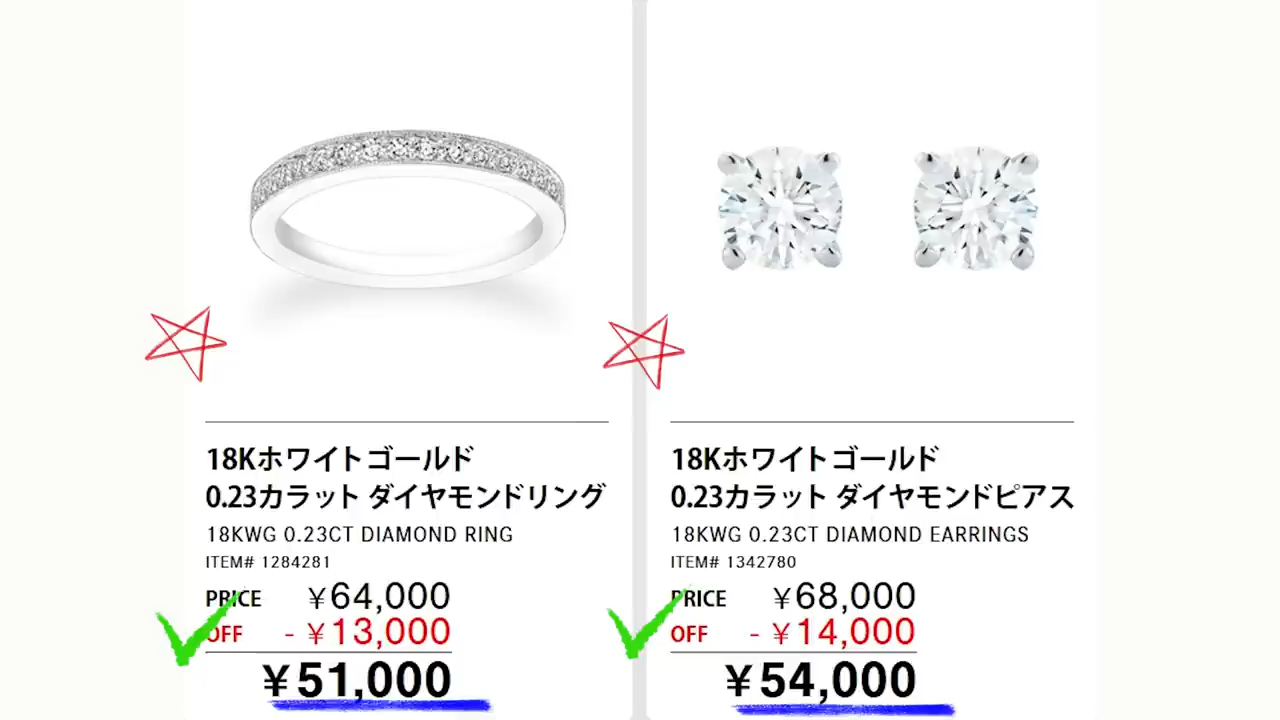 18Kホワイトゴールド
0.23カラット ダイヤモンドリング
18KWG 0.23CT DIAMOND RING
ITEM# 1284281
PRICE ¥64,000
OFF - ¥13,000
¥51,000
18Kホワイトゴールド
0.23カラット ダイヤモンドピアス
18KWG 0.23CT DIAMOND EARRINGS
ITEM# 1342780
PRICE ¥68,000
OFF - ¥14,000
¥54,000